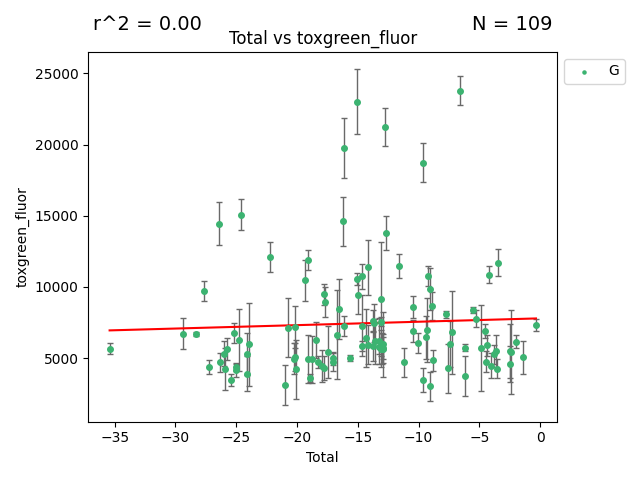 r^2 = 0.00
N = 109
Total vs toxgreen_fluor
G
25000
20000
15000
10000
5000
toxgreen_fluor
−35
−30
−25
−20
−15
−10
−5
0
Total